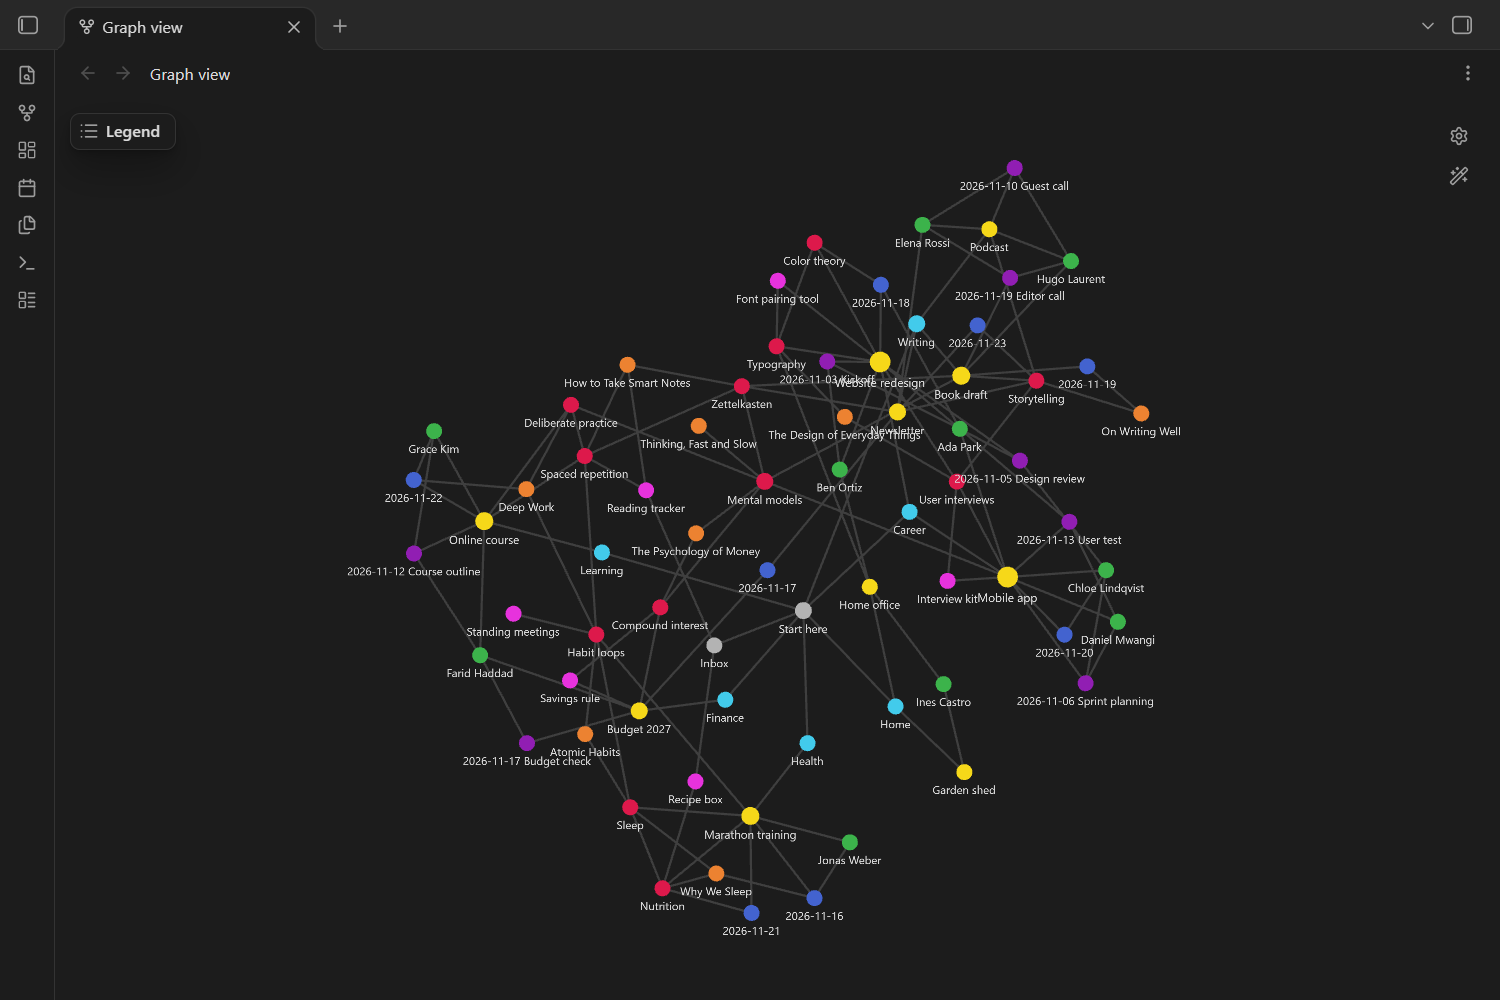 Graph view
Graph view
Legend
2026-11-10 Guest call
Elena Rossi
Podcast
Color theory
Hugo Laurent
Font pairing tool
2026-11-18
2026-11-19 Editor call
Writing
2026-11-23
Typography
2026-11-03 Kickoff
Website redesign
How to Take Smart Notes
Book draft
Storytelling
2026-11-19
Zettelkasten
Deliberate practice
The Design of Everyday Things
Newsletter
On Writing Well
Grace Kim
Thinking, Fast and Slow
Ada Park
Spaced repetition
2026-11-05 Design review
Ben Ortiz
2026-11-22
Mental models
User interviews
Deep Work
Reading tracker
Career
Online course
2026-11-13 User test
The Psychology of Money
2026-11-12 Course outline
Learning
2026-11-17
Chloe Lindqvist
Home office
Interview kit
Mobile app
Standing meetings
Compound interest
Start here
Daniel Mwangi
Habit loops
2026-11-20
Inbox
Farid Haddad
Savings rule
Ines Castro
2026-11-06 Sprint planning
Finance
Home
Budget 2027
Atomic Habits
2026-11-17 Budget check
Health
Garden shed
Recipe box
Sleep
Marathon training
Jonas Weber
Why We Sleep
Nutrition
2026-11-16
2026-11-21